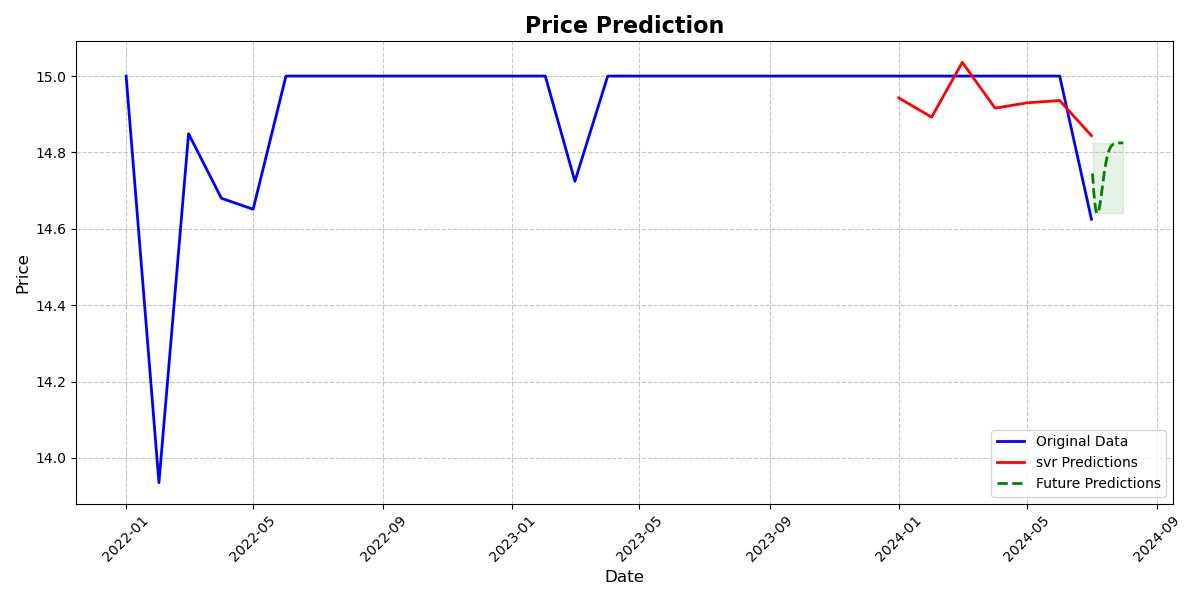 Price Prediction
Price
15.0
14.8
14.6
14.4
14.2
14.0
Original Data
svr Predictions
Future Predictions
2022-01
2022-05
2022-09
2023-01
2023-05
2023-09
2024-01
2024-05
2024-09
Date